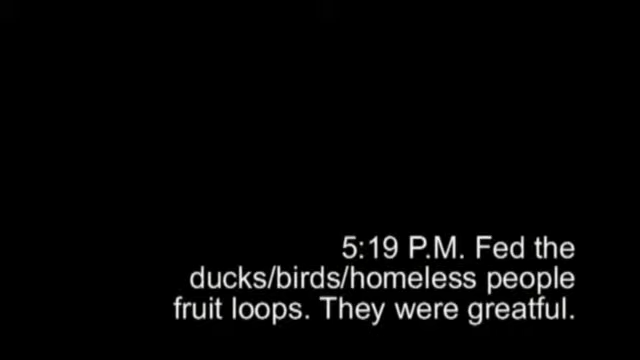 5:19 P.M. Fed the
ducks/birds/homeless people
fruit loops. They were greatful.